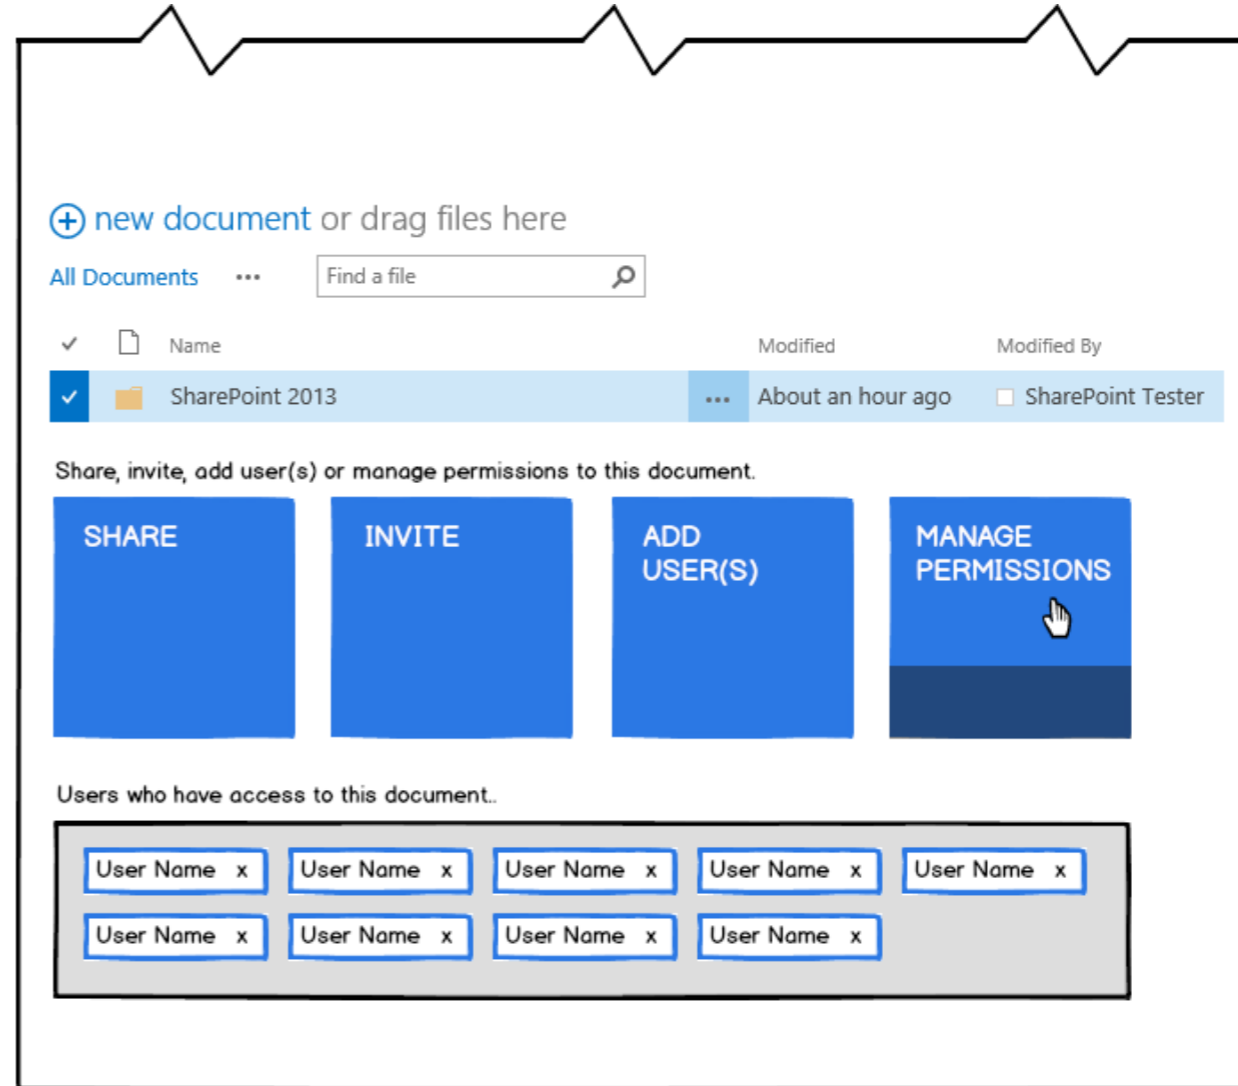 new document or drag files here
All Documents ••• Find a file
Name Modified Modified By
SharePoint 2013 ••• About an hour ago SharePoint Tester
Share, invite, add user(s) or manage permissions to this document.
SHARE INVITE ADD MANAGE
USER(S) PERMISSIONS
Users who have access to this document..
User Name x User Name x User Name x User Name x User Name x
User Name x User Name x User Name x User Name x